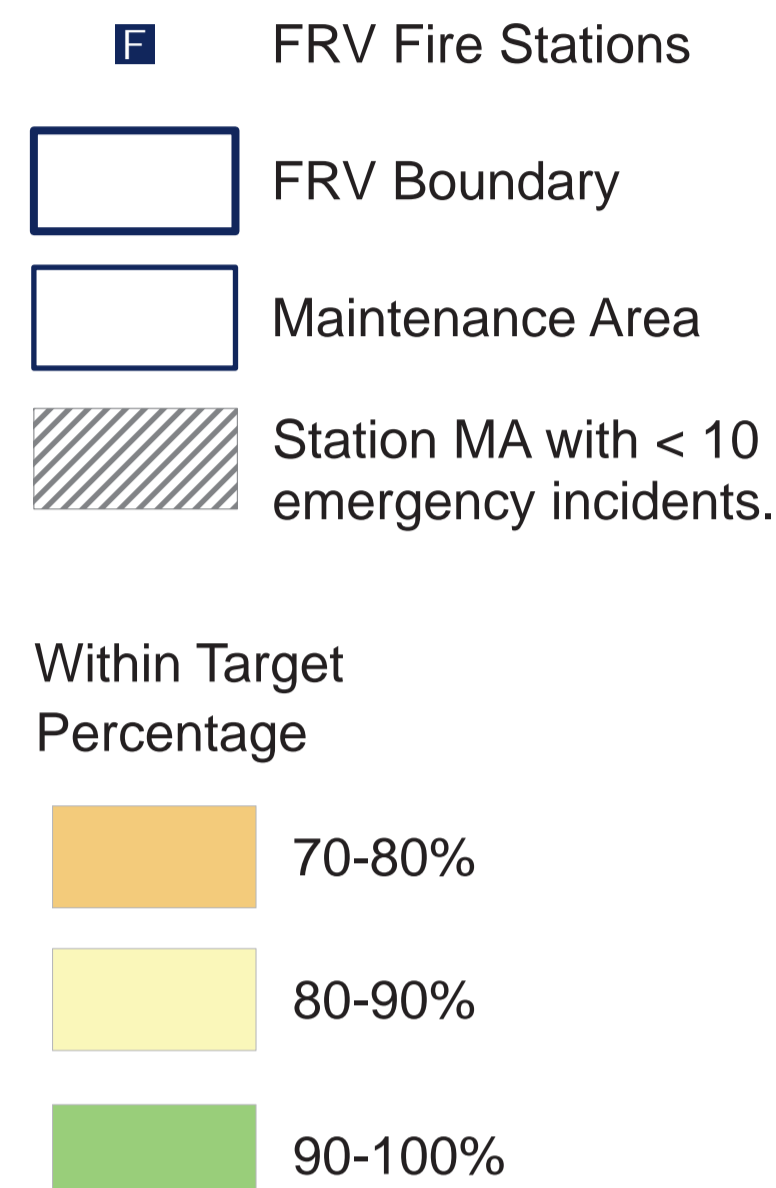 F FRV Fire Stations
FRV Boundary
Maintenance Area
Station MA with < 10
emergency incidents.
Within Target
Percentage
70-80%
80-90%
90-100%